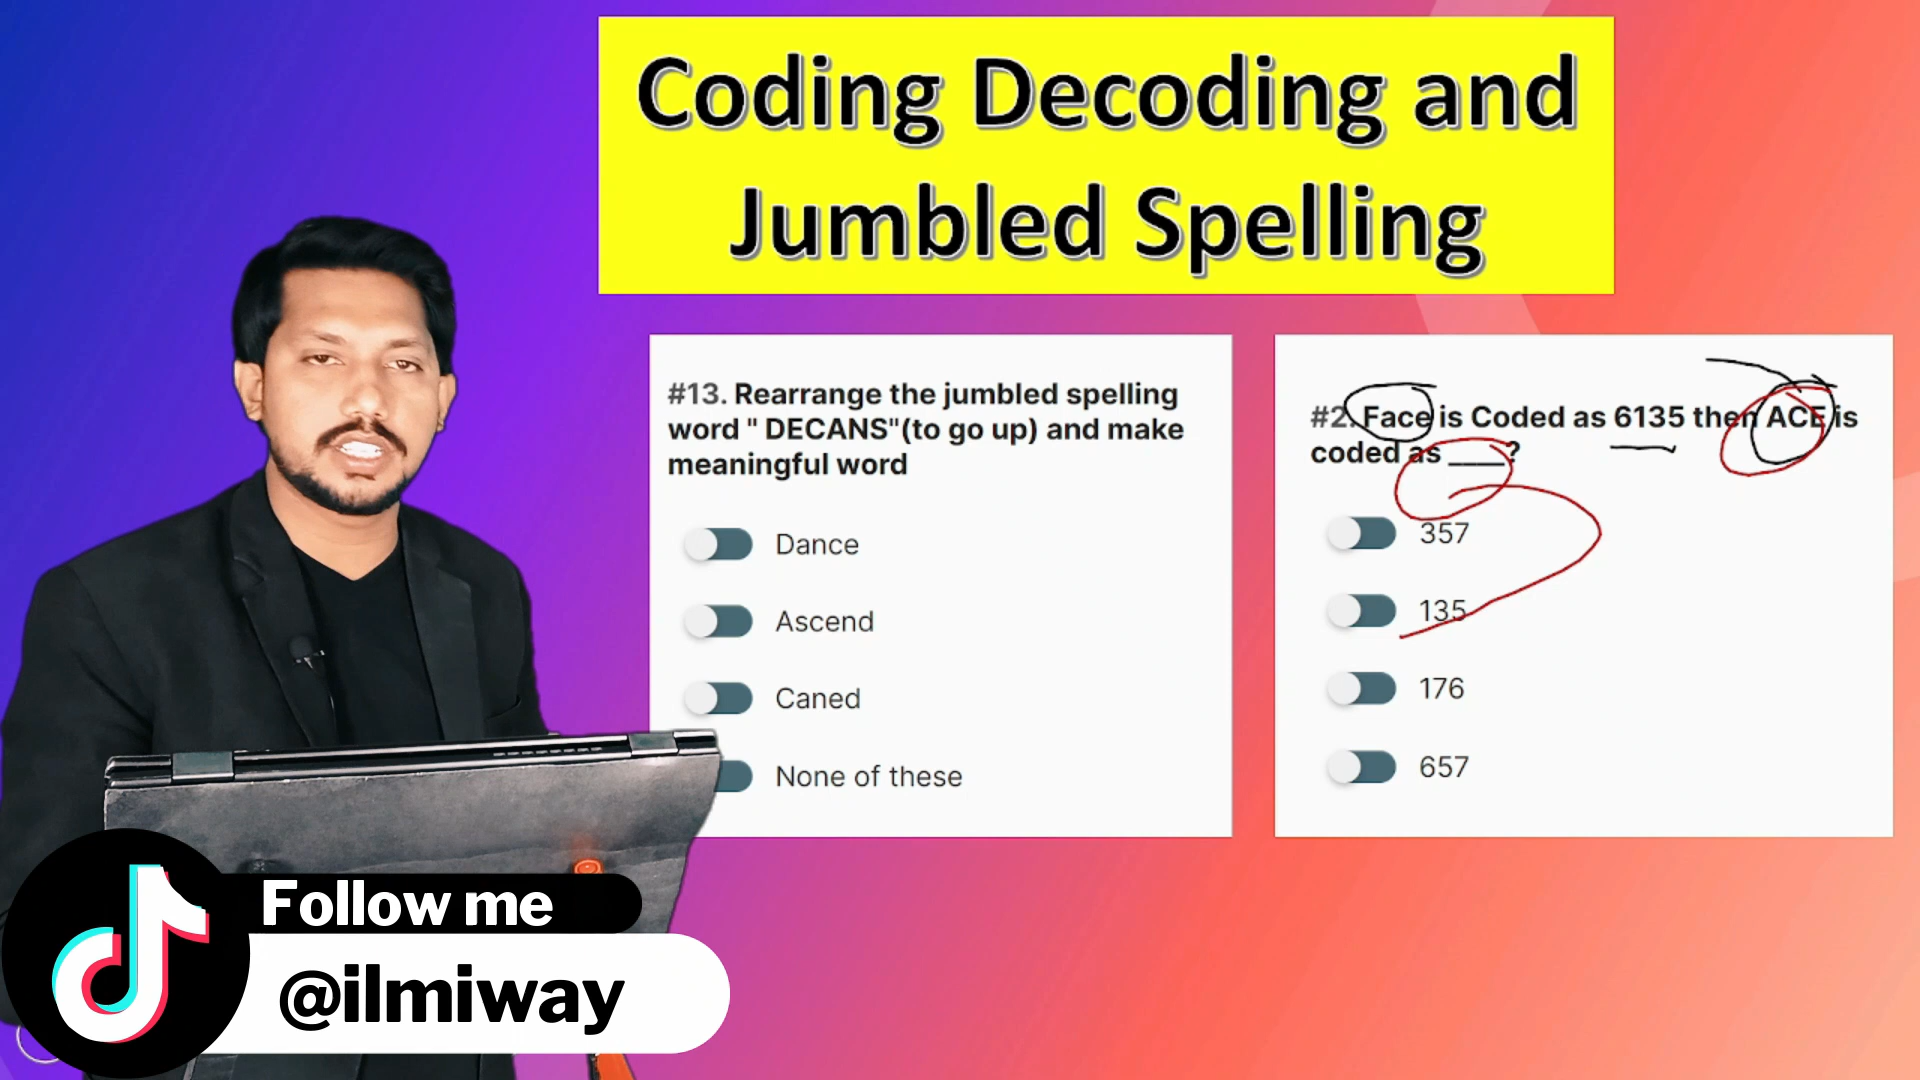 Coding Decoding and
Jumbled Spelling
#13. Rearrange the jumbled spelling
word " DECANS"(to go up) and make
meaningful word
Dance
Ascend
Caned
None of these
#2. Face is Coded as 6135 then ACE is
coded as ____?
357
135
176
657
Follow me
@ilmiway